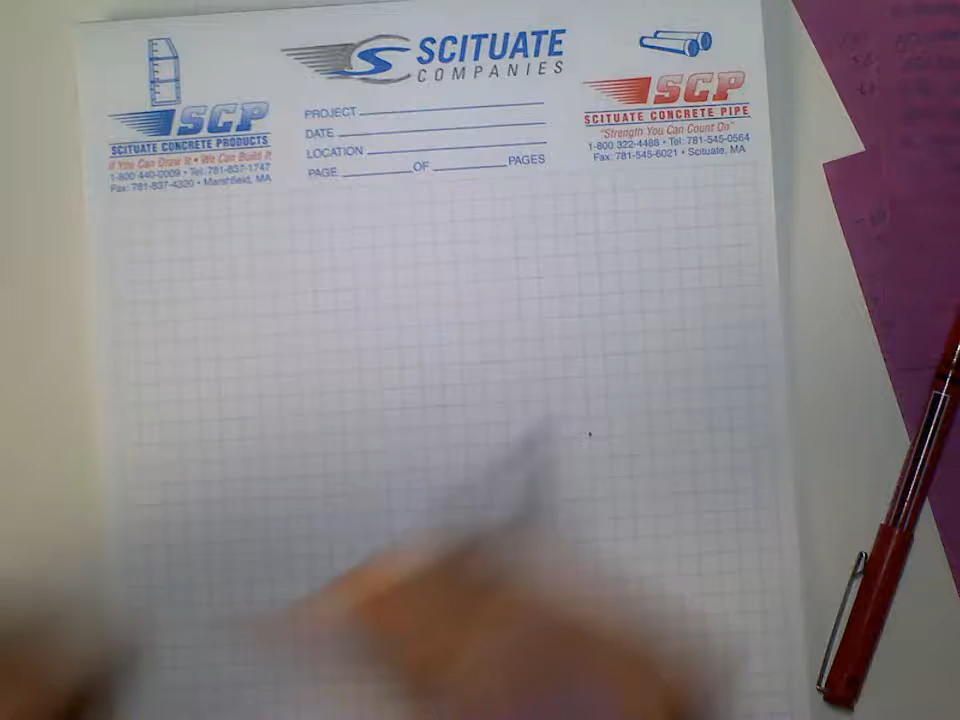 SCITUATE
COMPANIES
SCP
SCITUATE CONCRETE PRODUCTS
If You Can Draw It • We Can Build It
1-800 440-0009 • Tel: 781-837-1747
Fax: 781-837-4320 • Marshfield, MA
PROJECT
DATE
LOCATION
PAGE OF PAGES
SCP
SCITUATE CONCRETE PIPE
"Strength You Can Count On"
1-800 322-4488 • Tel: 781-545-0564
Fax: 781-545-6021 • Scituate, MA